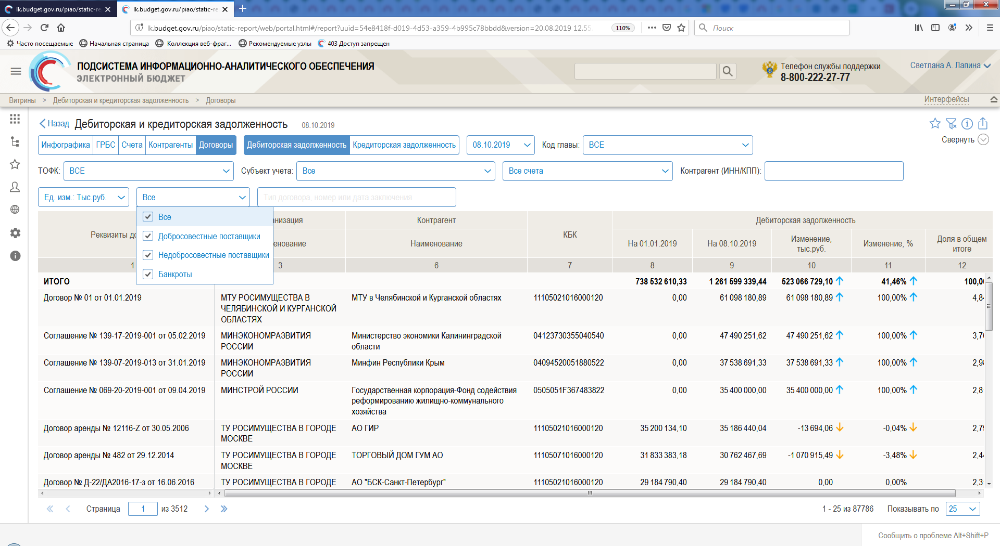 lk.budget.gov.ru/piao/static-re
lk.budget.gov.ru/piao/static-re
lk.budget.gov.ru/piao/static-report/web/portal.html#/report?uuid=54e8418f-d019-4d53-a359-4b995c78bbdd&version=20.08.2019 12.55
110%
Поиск
Часто посещаемые
Начальная страница
Коллекция веб-фраг...
Рекомендуемые узлы
403 Доступ запрещен
ПОДСИСТЕМА ИНФОРМАЦИОННО-АНАЛИТИЧЕСКОГО ОБЕСПЕЧЕНИЯ
ЭЛЕКТРОННЫЙ БЮДЖЕТ
Телефон службы поддержки
8-800-222-27-77
Светлана А. Лапина
Витрины > Дебиторская и кредиторская задолженность > Договоры
Интерфейсы
Назад
Дебиторская и кредиторская задолженность
08.10.2019
Свернуть
Инфографика
ГРБС
Счета
Контрагенты
Договоры
Дебиторская задолженность
Кредиторская задолженность
08.10.2019
Код главы:
ВСЕ
ТОФК:
ВСЕ
Субъект учета:
Все
Все счета
Контрагент (ИНН/КПП):
Ед. изм.: Тыс.руб.
Все
Тип договора, номер или дата заключения
Все
Добросовестные поставщики
Недобросовестные поставщики
Банкроты
Реквизиты до
низация
Контрагент
КБК
Дебиторская задолженность
енование
Наименование
На 01.01.2019
На 08.10.2019
Изменение,
тыс.руб.
Изменение, %
Доля в общем
итоге
1 3 6 7 8 9 10 11 12
ИТОГО 738 532 610,33 1 261 599 339,44 523 066 729,10 41,46% 100,0
Договор № 01 от 01.01.2019
МТУ РОСИМУЩЕСТВА В
ЧЕЛЯБИНСКОЙ И КУРГАНСКОЙ
ОБЛАСТЯХ
МТУ в Челябинской и Курганской областях
11105021016000120 0,00 61 098 180,89 61 098 180,89 100,00% 4,8
Соглашение № 139-17-2019-001 от 05.02.2019
МИНЭКОНОМРАЗВИТИЯ
РОССИИ
Министерство экономики Калининградской
области
04123730355040540 0,00 47 490 251,62 47 490 251,62 100,00% 3,7
Соглашение № 139-07-2019-013 от 31.01.2019
МИНЭКОНОМРАЗВИТИЯ
РОССИИ
Минфин Республики Крым
04094520051880522 0,00 37 538 691,33 37 538 691,33 100,00% 2,9
Соглашение № 069-20-2019-001 от 09.04.2019
МИНСТРОЙ РОССИИ
Государственная корпорация-Фонд содействия
реформированию жилищно-коммунального
хозяйства
0505051F367483822 0,00 35 400 000,00 35 400 000,00 100,00% 2,8
Договор аренды № 12116-Z от 30.05.2006
ТУ РОСИМУЩЕСТВА В ГОРОДЕ
МОСКВЕ
АО ГИР
11105021016000120 35 200 134,10 35 186 440,04 -13 694,06 -0,04% 2,7
Договор аренды № 482 от 29.12.2014
ТУ РОСИМУЩЕСТВА В ГОРОДЕ
МОСКВЕ
ТОРГОВЫЙ ДОМ ГУМ АО
11105071016000120 31 833 383,18 30 762 467,69 -1 070 915,49 -3,48% 2,4
Договор № Д-22/ДА2016-17-з от 16.06.2016
ТУ РОСИМУЩЕСТВА В ГОРОДЕ
АО "БСК-Санкт-Петербург"
11105021016000120 29 184 790,40 29 184 790,40 0,00 0,00% 2,3
Страница 1 из 3512
1 - 25 из 87786
Показывать по 25
Сообщить о проблеме Alt+Shift+P